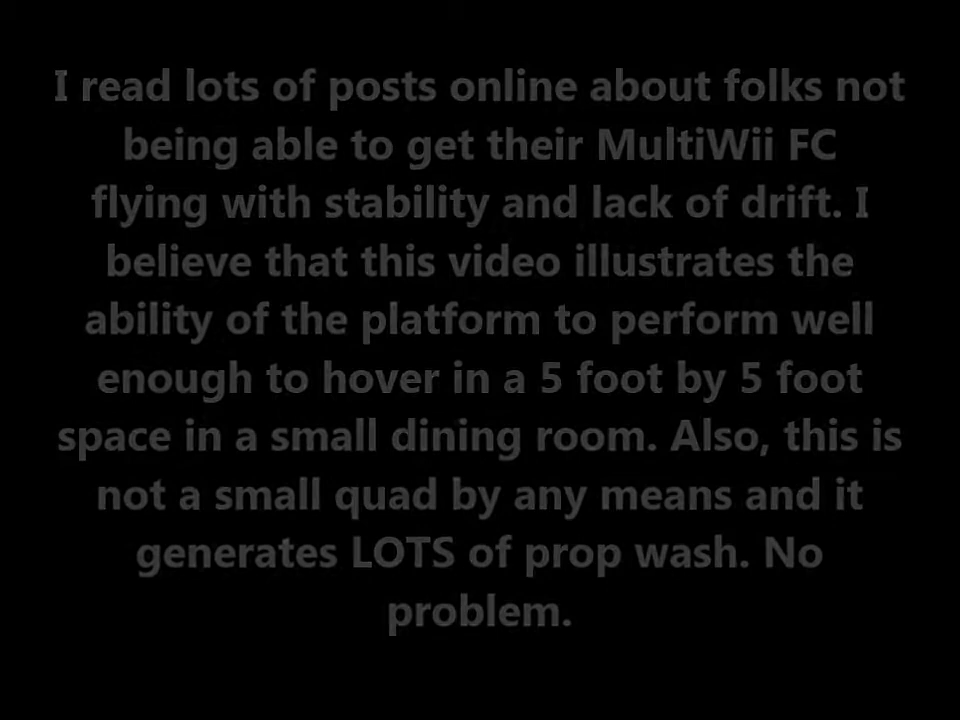 I read lots of posts online about folks not
being able to get their MultiWii FC
flying with stability and lack of drift. I
believe that this video illustrates the
ability of the platform to perform well
enough to hover in a 5 foot by 5 foot
space in a small dining room. Also, this is
not a small quad by any means and it
generates LOTS of prop wash. No
problem.